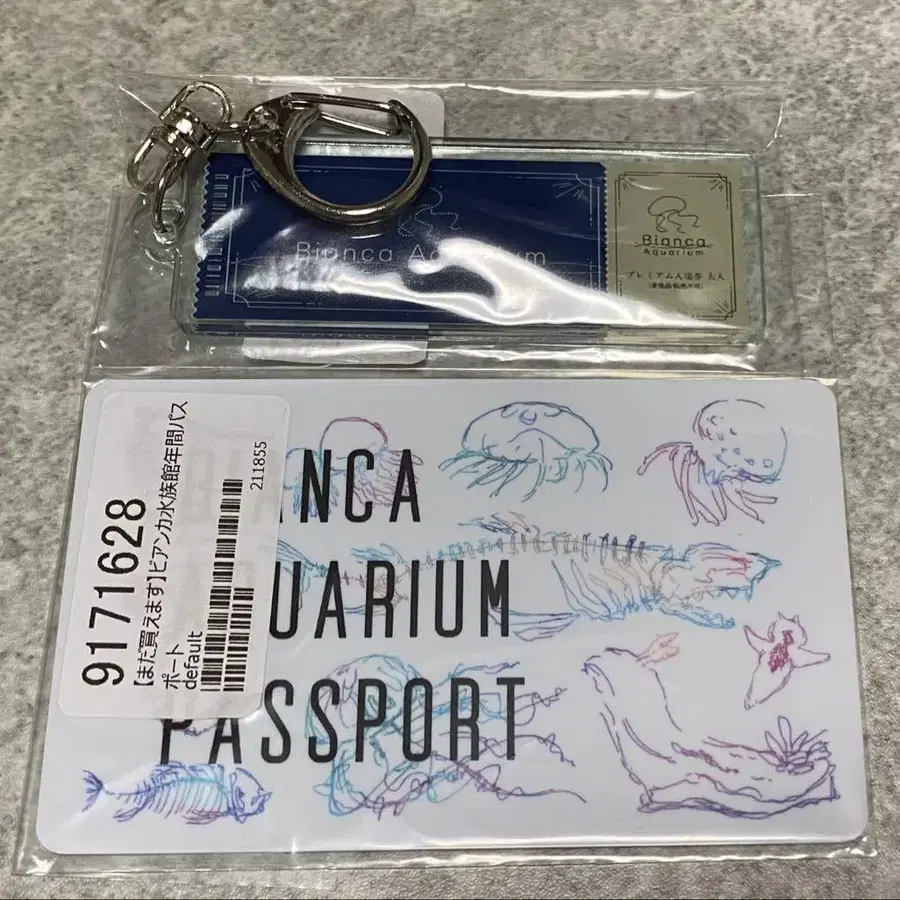 Bianca Aquarium
Bianca
Aquarium
プレミアム入場券 大人
9171628
【まだ買えます】ビアンカ水族館年間パス
ポート
default
211855
ANCA
UARIUM
PASSPORT